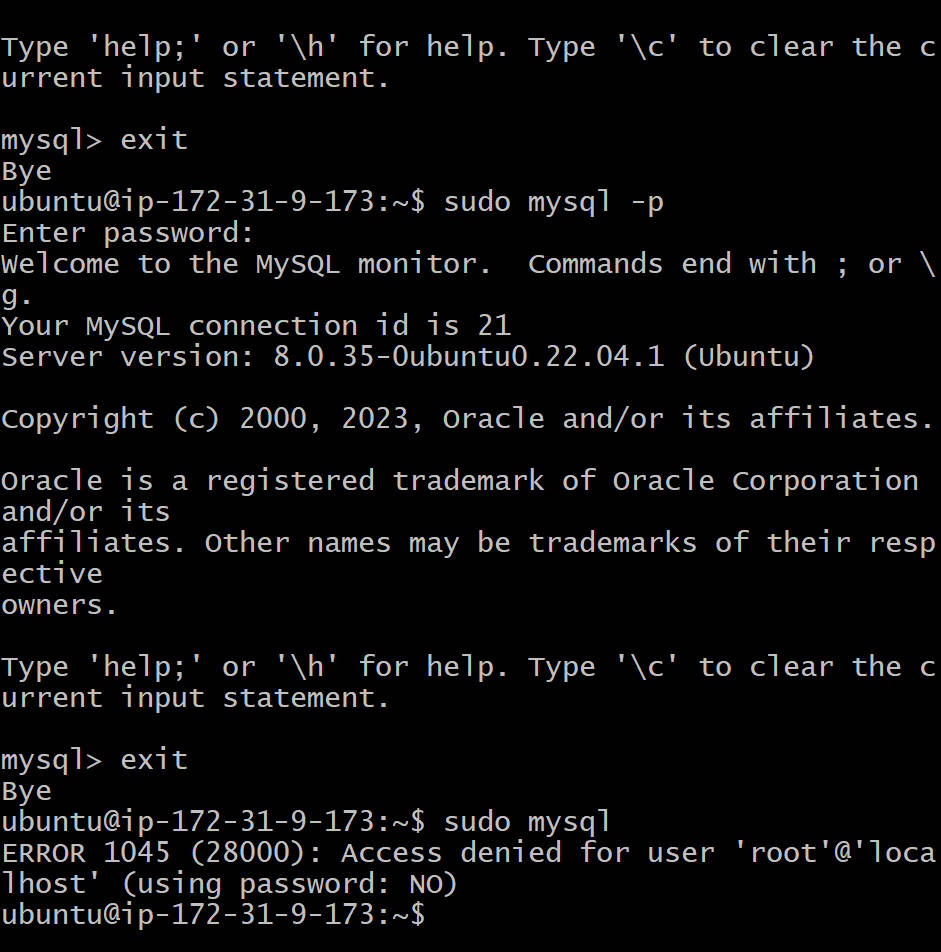 Type 'help;' or '\h' for help. Type '\c' to clear the c
urrent input statement.
mysql> exit
Bye
ubuntu@ip-172-31-9-173:~$ sudo mysql -p
Enter password:
Welcome to the MySQL monitor.  Commands end with ; or \
g.
Your MySQL connection id is 21
Server version: 8.0.35-0ubuntu0.22.04.1 (Ubuntu)
Copyright (c) 2000, 2023, Oracle and/or its affiliates.
Oracle is a registered trademark of Oracle Corporation
and/or its
affiliates. Other names may be trademarks of their resp
ective
owners.
Type 'help;' or '\h' for help. Type '\c' to clear the c
urrent input statement.
mysql> exit
Bye
ubuntu@ip-172-31-9-173:~$ sudo mysql
ERROR 1045 (28000): Access denied for user 'root'@'loca
lhost' (using password: NO)
ubuntu@ip-172-31-9-173:~$